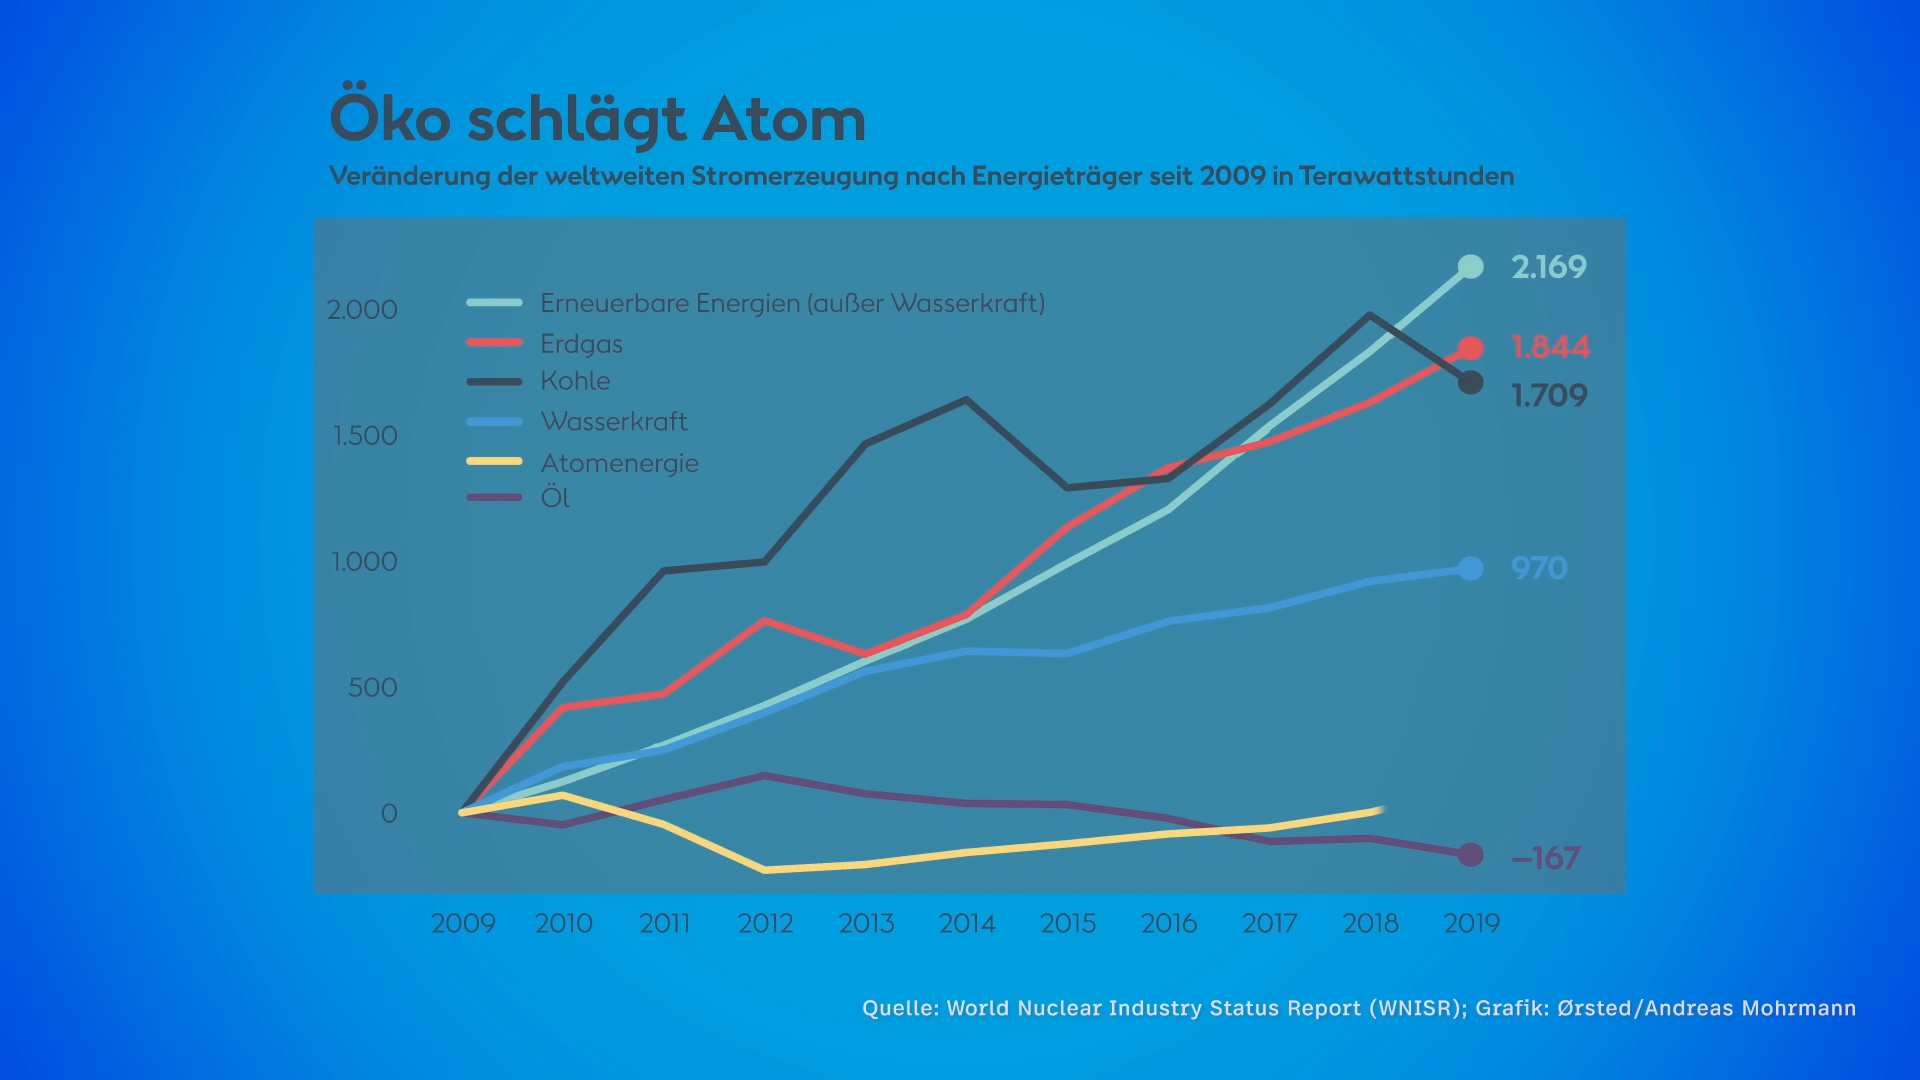 Öko schlägt Atom
Veränderung der weltweiten Stromerzeugung nach Energieträger seit 2009 in Terawattstunden
2.169
2.000
Erneuerbare Energien (außer Wasserkraft)
Erdgas
1.844
Kohle
1.709
Wasserkraft
1.500
Atomenergie
Öl
1.000
970
500
0
–167
2009 2010 2011 2012 2013 2014 2015 2016 2017 2018 2019
Quelle: World Nuclear Industry Status Report (WNISR); Grafik: Ørsted/Andreas Mohrmann